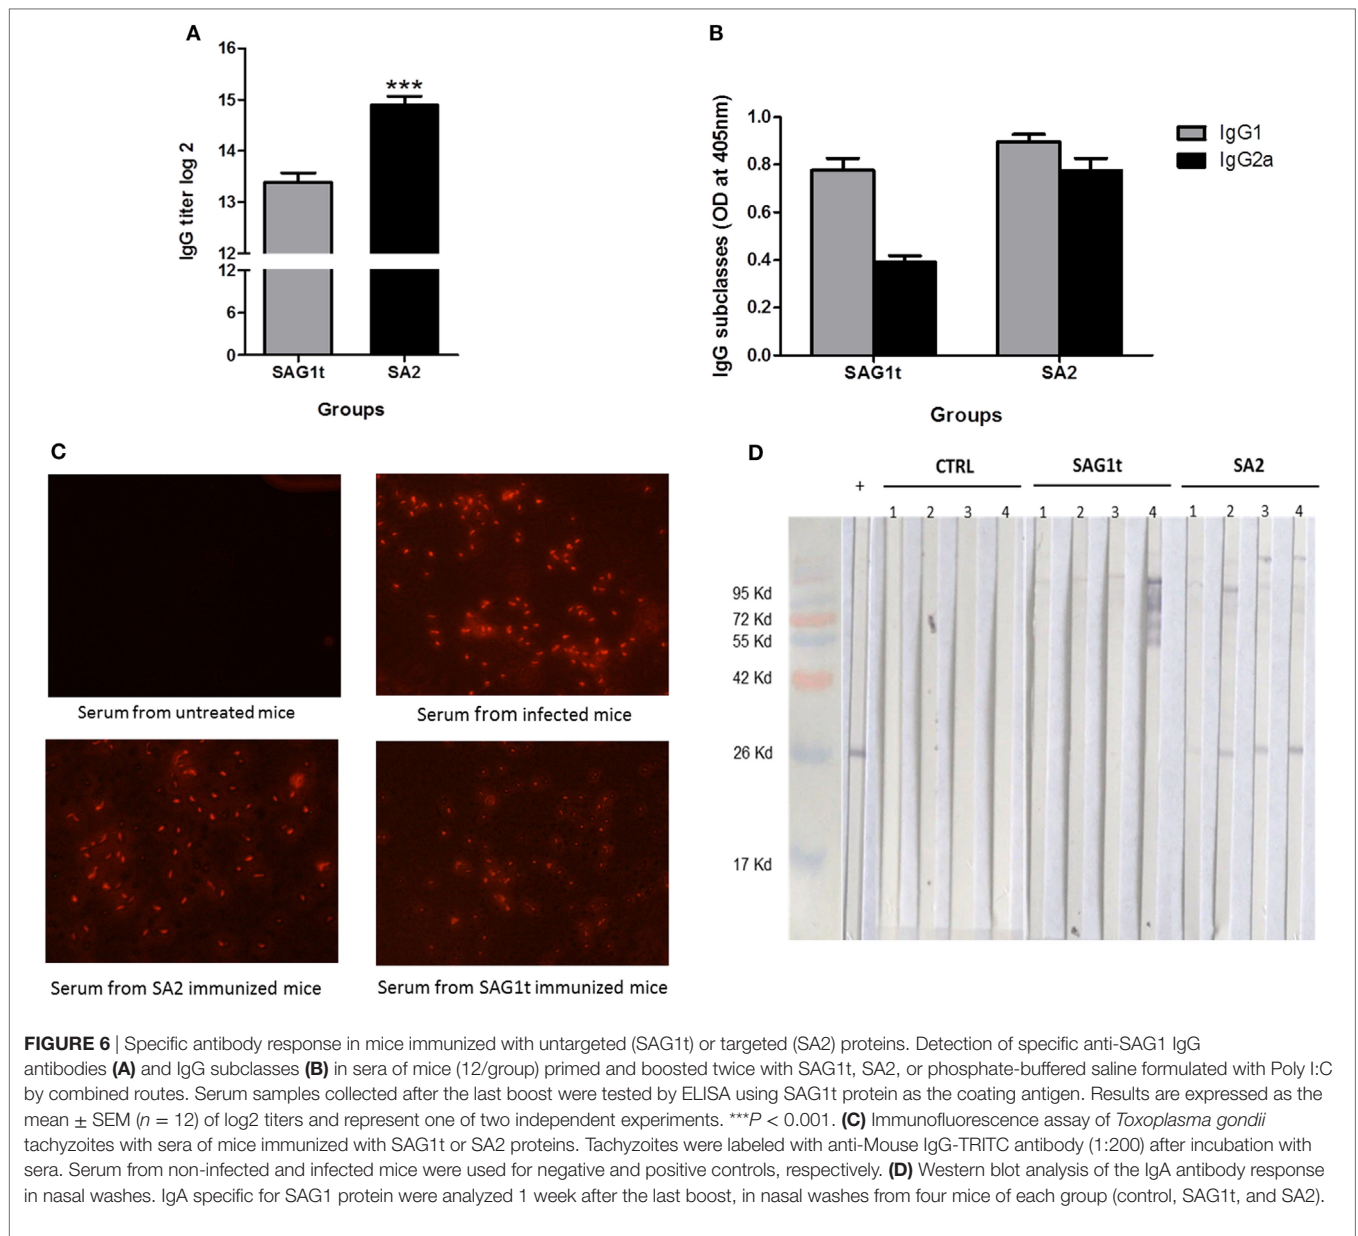 A
16
15
14
13
12
12
6
0
IgG titer log 2
***
SAG1t SA2
Groups
B
1.0
0.8
0.6
0.4
0.2
0.0
IgG subclasses (OD at 405nm)
IgG1
IgG2a
SAG1t SA2
Groups
C
Serum from untreated mice
Serum from infected mice
Serum from SA2 immunized mice
Serum from SAG1t immunized mice
D
+ CTRL SAG1t SA2
1 2 3 4 1 2 3 4 1 2 3 4
95 Kd
72 Kd
55 Kd
42 Kd
26 Kd
17 Kd
FIGURE 6 | Specific antibody response in mice immunized with untargeted (SAG1t) or targeted (SA2) proteins. Detection of specific anti-SAG1 IgG
antibodies (A) and IgG subclasses (B) in sera of mice (12/group) primed and boosted twice with SAG1t, SA2, or phosphate-buffered saline formulated with Poly I:C
by combined routes. Serum samples collected after the last boost were tested by ELISA using SAG1t protein as the coating antigen. Results are expressed as the
mean ± SEM (n = 12) of log2 titers and represent one of two independent experiments. ***P < 0.001. (C) Immunofluorescence assay of Toxoplasma gondii
tachyzoites with sera of mice immunized with SAG1t or SA2 proteins. Tachyzoites were labeled with anti-Mouse IgG-TRITC antibody (1:200) after incubation with
sera. Serum from non-infected and infected mice were used for negative and positive controls, respectively. (D) Western blot analysis of the IgA antibody response
in nasal washes. IgA specific for SAG1 protein were analyzed 1 week after the last boost, in nasal washes from four mice of each group (control, SAG1t, and SA2).